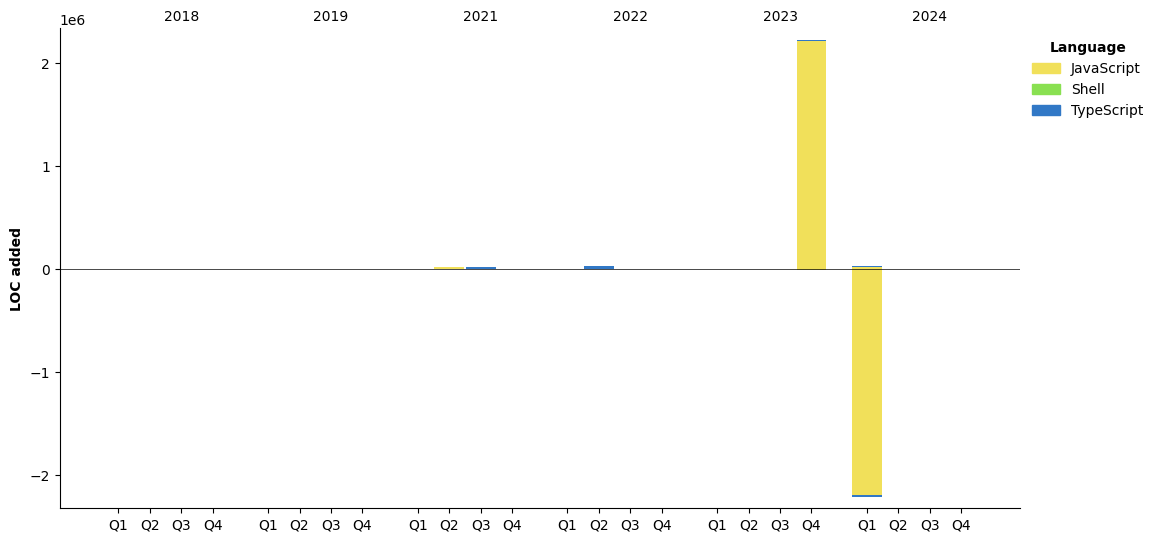 1e6
2018 2019 2021 2022 2023 2024
Language
JavaScript
Shell
TypeScript
2
1
0
−1
−2
LOC added
Q1 Q2 Q3 Q4 Q1 Q2 Q3 Q4 Q1 Q2 Q3 Q4 Q1 Q2 Q3 Q4 Q1 Q2 Q3 Q4 Q1 Q2 Q3 Q4